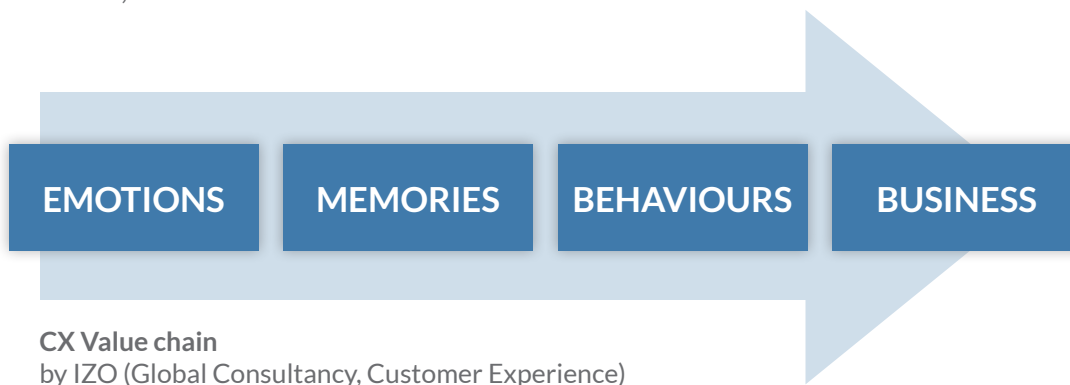 EMOTIONS MEMORIES BEHAVIOURS BUSINESS
CX Value chain
by IZO (Global Consultancy, Customer Experience)